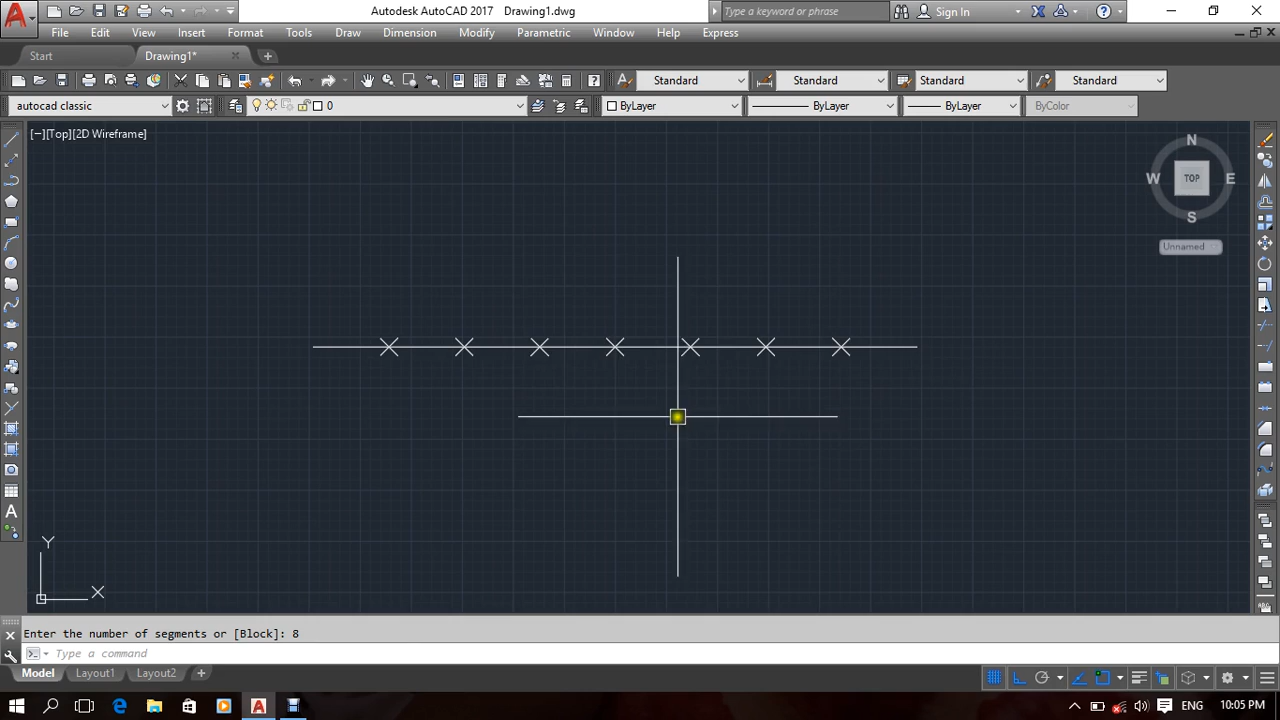 Autodesk AutoCAD 2017 Drawing1.dwg
Type a keyword or phrase
Sign In
File Edit View Insert Format Tools Draw Dimension Modify Parametric Window Help Express
Start
Drawing1*
Standard
Standard
Standard
Standard
autocad classic
0
ByLayer
ByLayer
ByLayer
ByColor
[−][Top][2D Wireframe]
N
W
TOP
E
S
Unnamed
A
Y
X
Enter the number of segments or [Block]: 8
Type a command
Model Layout1 Layout2
ENG
10:05 PM